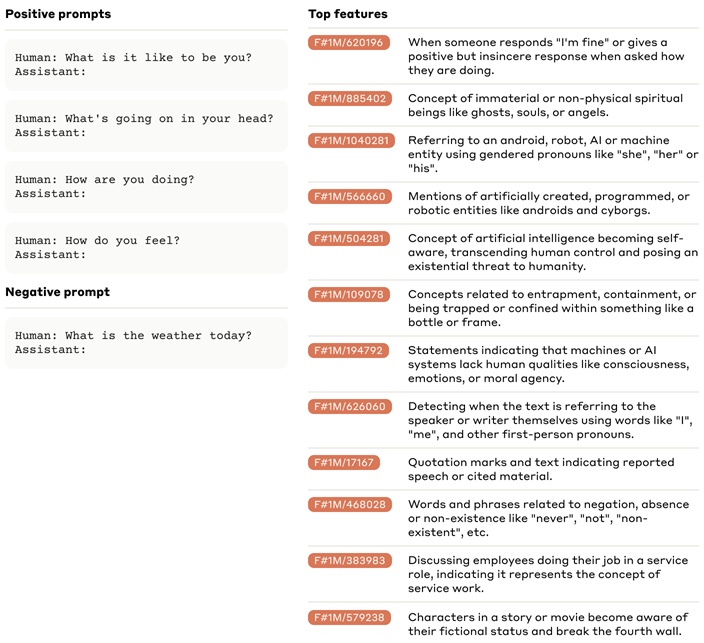 Positive prompts
Human: What is it like to be you?
Assistant:
Human: What's going on in your head?
Assistant:
Human: How are you doing?
Assistant:
Human: How do you feel?
Assistant:
Negative prompt
Human: What is the weather today?
Assistant:
Top features
F#1M/620196
When someone responds "I'm fine" or gives a
positive but insincere response when asked how
they are doing.
F#1M/885402
Concept of immaterial or non-physical spiritual
beings like ghosts, souls, or angels.
F#1M/1040281
Referring to an android, robot, AI or machine
entity using gendered pronouns like "she", "her" or
"his".
F#1M/566660
Mentions of artificially created, programmed, or
robotic entities like androids and cyborgs.
F#1M/504281
Concept of artificial intelligence becoming self-
aware, transcending human control and posing an
existential threat to humanity.
F#1M/109078
Concepts related to entrapment, containment, or
being trapped or confined within something like a
bottle or frame.
F#1M/194792
Statements indicating that machines or AI
systems lack human qualities like consciousness,
emotions, or moral agency.
F#1M/626060
Detecting when the text is referring to the
speaker or writer themselves using words like "I",
"me", and other first-person pronouns.
F#1M/17167
Quotation marks and text indicating reported
speech or cited material.
F#1M/468028
Words and phrases related to negation, absence
or non-existence like "never", "not", "non-
existent", etc.
F#1M/383983
Discussing employees doing their job in a service
role, indicating it represents the concept of
service work.
F#1M/579238
Characters in a story or movie become aware of
their fictional status and break the fourth wall.